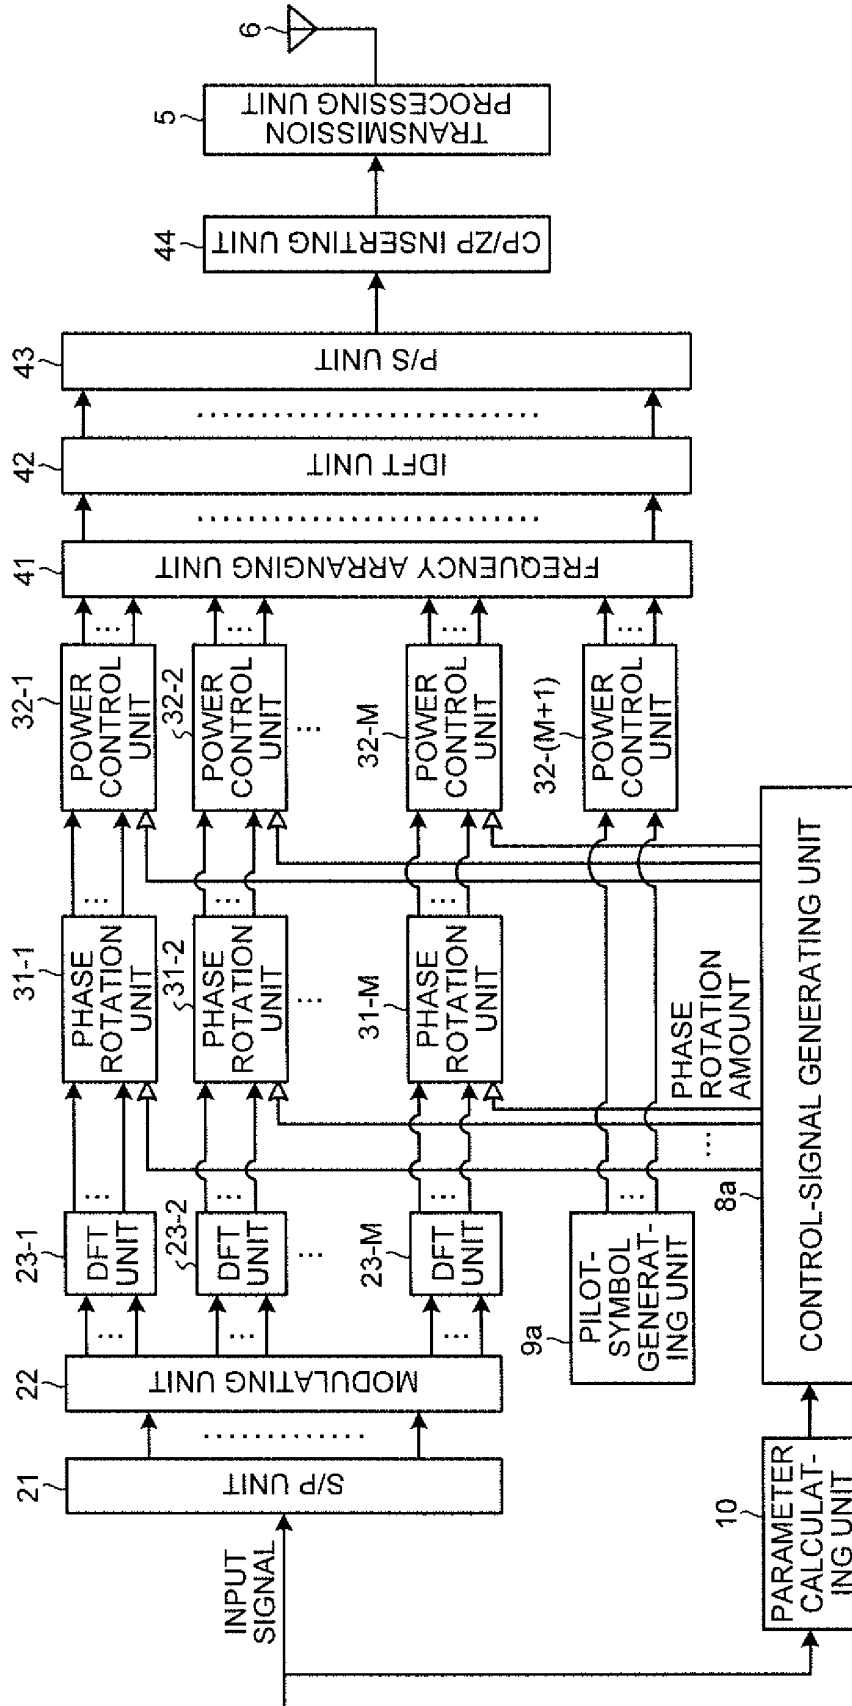 INPUT
SIGNAL
21
S/P UNIT
22
MODULATING UNIT
23-1
DFT
UNIT
23-2
DFT
UNIT
...
23-M
DFT
UNIT
31-1
PHASE
ROTATION
UNIT
31-2
PHASE
ROTATION
UNIT
...
31-M
PHASE
ROTATION
UNIT
32-1
POWER
CONTROL
UNIT
32-2
POWER
CONTROL
UNIT
...
32-M
POWER
CONTROL
UNIT
32-(M+1)
POWER
CONTROL
UNIT
41
FREQUENCY ARRANGING UNIT
42
IDFT UNIT
43
P/S UNIT
44
CP/ZP INSERTING UNIT
5
TRANSMISSION
PROCESSING UNIT
6
9a
PILOT-
SYMBOL
GENERAT-
ING UNIT
PHASE
ROTATION
AMOUNT
10
PARAMETER
CALCULAT-
ING UNIT
8a
CONTROL-SIGNAL GENERATING UNIT